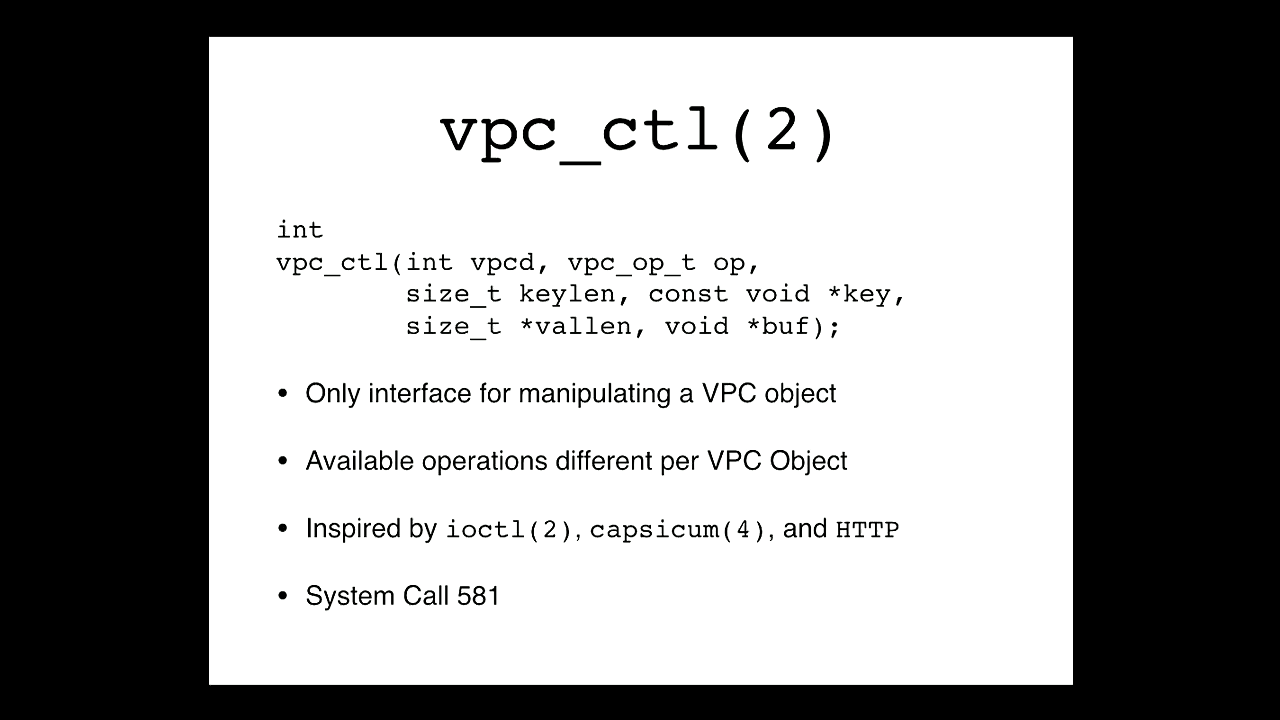 vpc_ctl(2)
int
vpc_ctl(int vpcd, vpc_op_t op,
        size_t keylen, const void *key,
        size_t *vallen, void *buf);
• Only interface for manipulating a VPC object
• Available operations different per VPC Object
• Inspired by ioctl(2), capsicum(4), and HTTP
• System Call 581